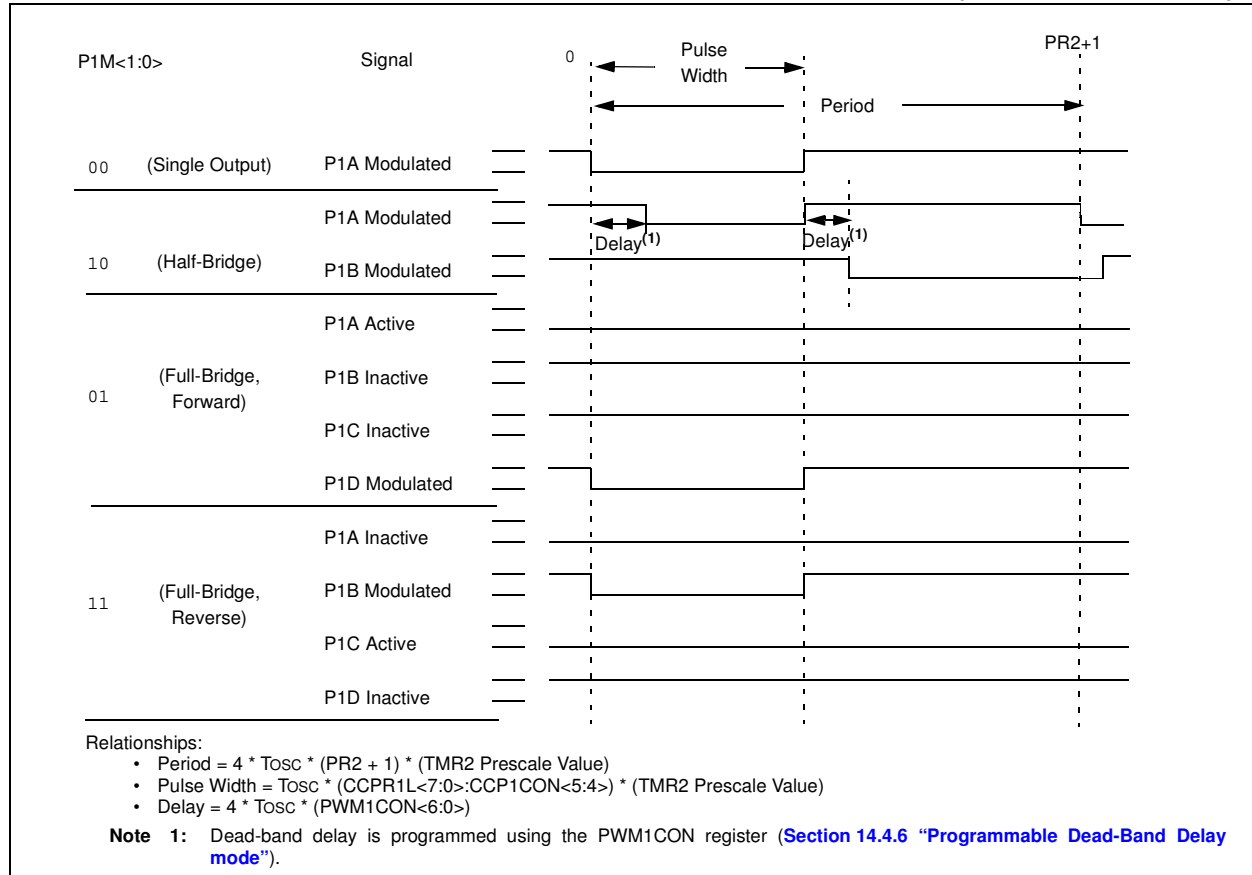 P1M<1:0> Signal 0 Pulse Width PR2+1
Period
00 (Single Output) P1A Modulated
P1A Modulated
Delay(1) Delay(1)
10 (Half-Bridge) P1B Modulated
P1A Active
(Full-Bridge, Forward) P1B Inactive
01
P1C Inactive
P1D Modulated
P1A Inactive
11 (Full-Bridge, Reverse) P1B Modulated
P1C Active
P1D Inactive
Relationships:
• Period = 4 * TOSC * (PR2 + 1) * (TMR2 Prescale Value)
• Pulse Width = TOSC * (CCPR1L<7:0>:CCP1CON<5:4>) * (TMR2 Prescale Value)
• Delay = 4 * TOSC * (PWM1CON<6:0>)
Note 1: Dead-band delay is programmed using the PWM1CON register (Section 14.4.6 “Programmable Dead-Band Delay
mode”).